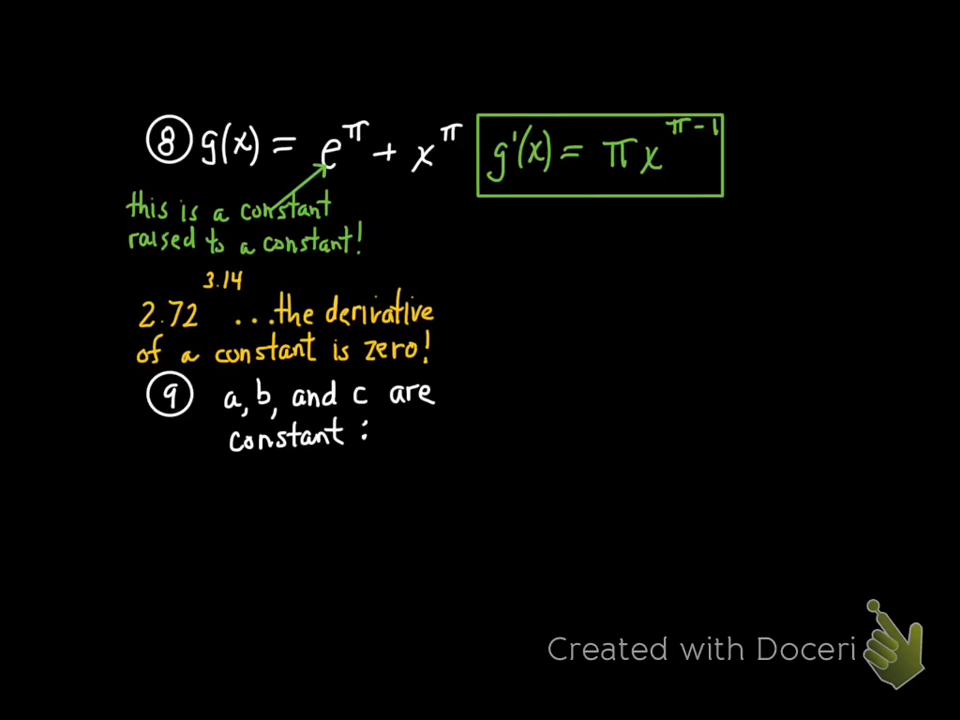 ⑧ g(x) = e^π + x^π g'(x) = πx^(π-1)
this is a constant
raised to a constant!
2.72^3.14 ...the derivative
of a constant is zero!
⑨ a, b, and c are
constant :
Created with Doceri